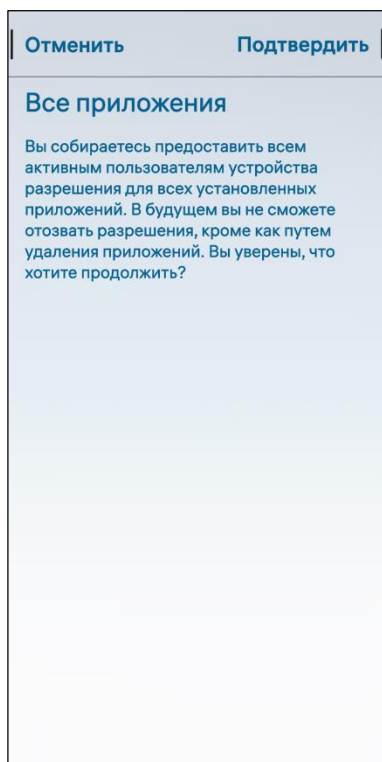 Отменить Подтвердить
Все приложения
Вы собираетесь предоставить всем
активным пользователям устройства
разрешения для всех установленных
приложений. В будущем вы не сможете
отозвать разрешения, кроме как путем
удаления приложений. Вы уверены, что
хотите продолжить?